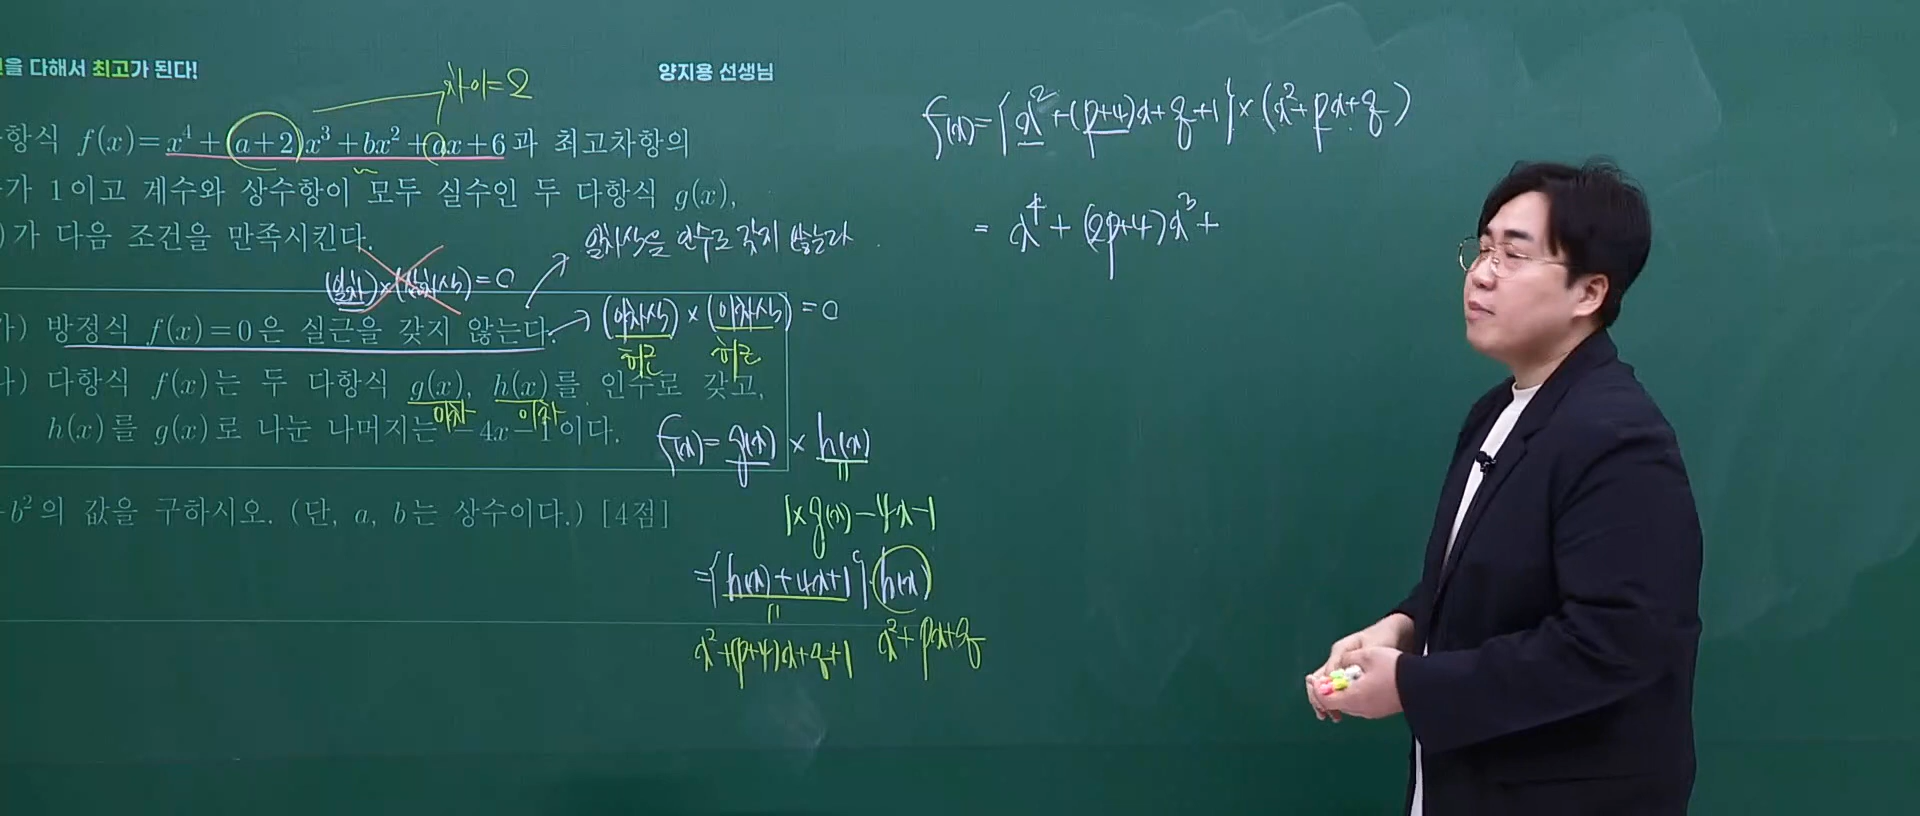 을 다해서 최고가 된다!
양지용 선생님
차이=2
항식 f(x)=x⁴+(a+2)x³+bx²+ax+6과 최고차항의
가 1이고 계수와 상수항이 모두 실수인 두 다항식 g(x),
)가 다음 조건을 만족시킨다.
일차식을 인수로 갖지 않는다
(일차)×(삼차식)=0
) 방정식 f(x)=0은 실근을 갖지 않는다.
(이차식)×(이차식)=0
허근 허근
) 다항식 f(x)는 두 다항식 g(x), h(x)를 인수로 갖고,
이차 이차
h(x)를 g(x)로 나눈 나머지는 -4x-1이다.
f(x)=g(x)×h(x)
1×g(x)-4x-1
b²의 값을 구하시오. (단, a, b는 상수이다.) [4점]
={h(x)+4x+1}·h(x)
x²+(p+4)x+q+1 x²+px+q
f(x)={x²+(p+4)x+q+1}×(x²+px+q)
=x⁴+(2p+4)x³+